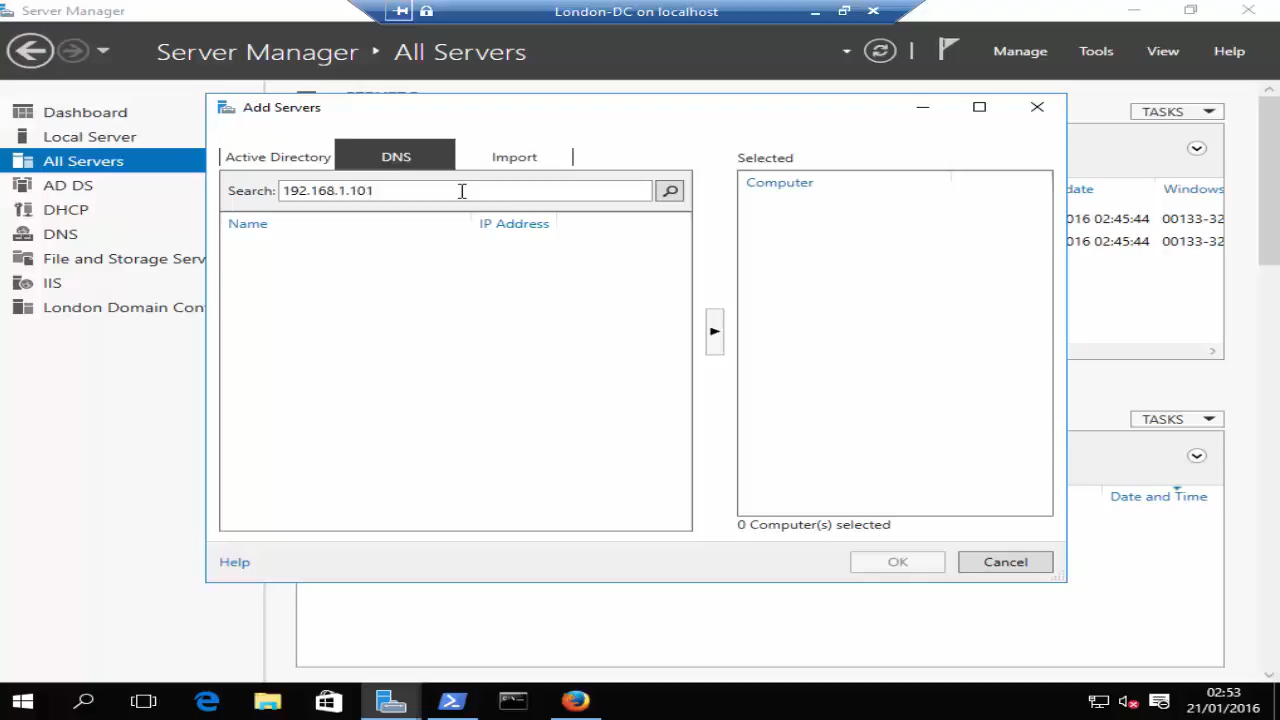 Server Manager
London-DC on localhost
Server Manager · All Servers
Manage Tools View Help
Dashboard
Local Server
All Servers
AD DS
DHCP
DNS
File and Storage Serv
IIS
London Domain Con
Add Servers
Active Directory
DNS
Import
Search: 192.168.1.101
Name IP Address
Selected
Computer
0 Computer(s) selected
Help
OK
Cancel
TASKS
date Windows
016 02:45:44 00133-32
016 02:45:44 00133-32
TASKS
Date and Time
02:53
21/01/2016